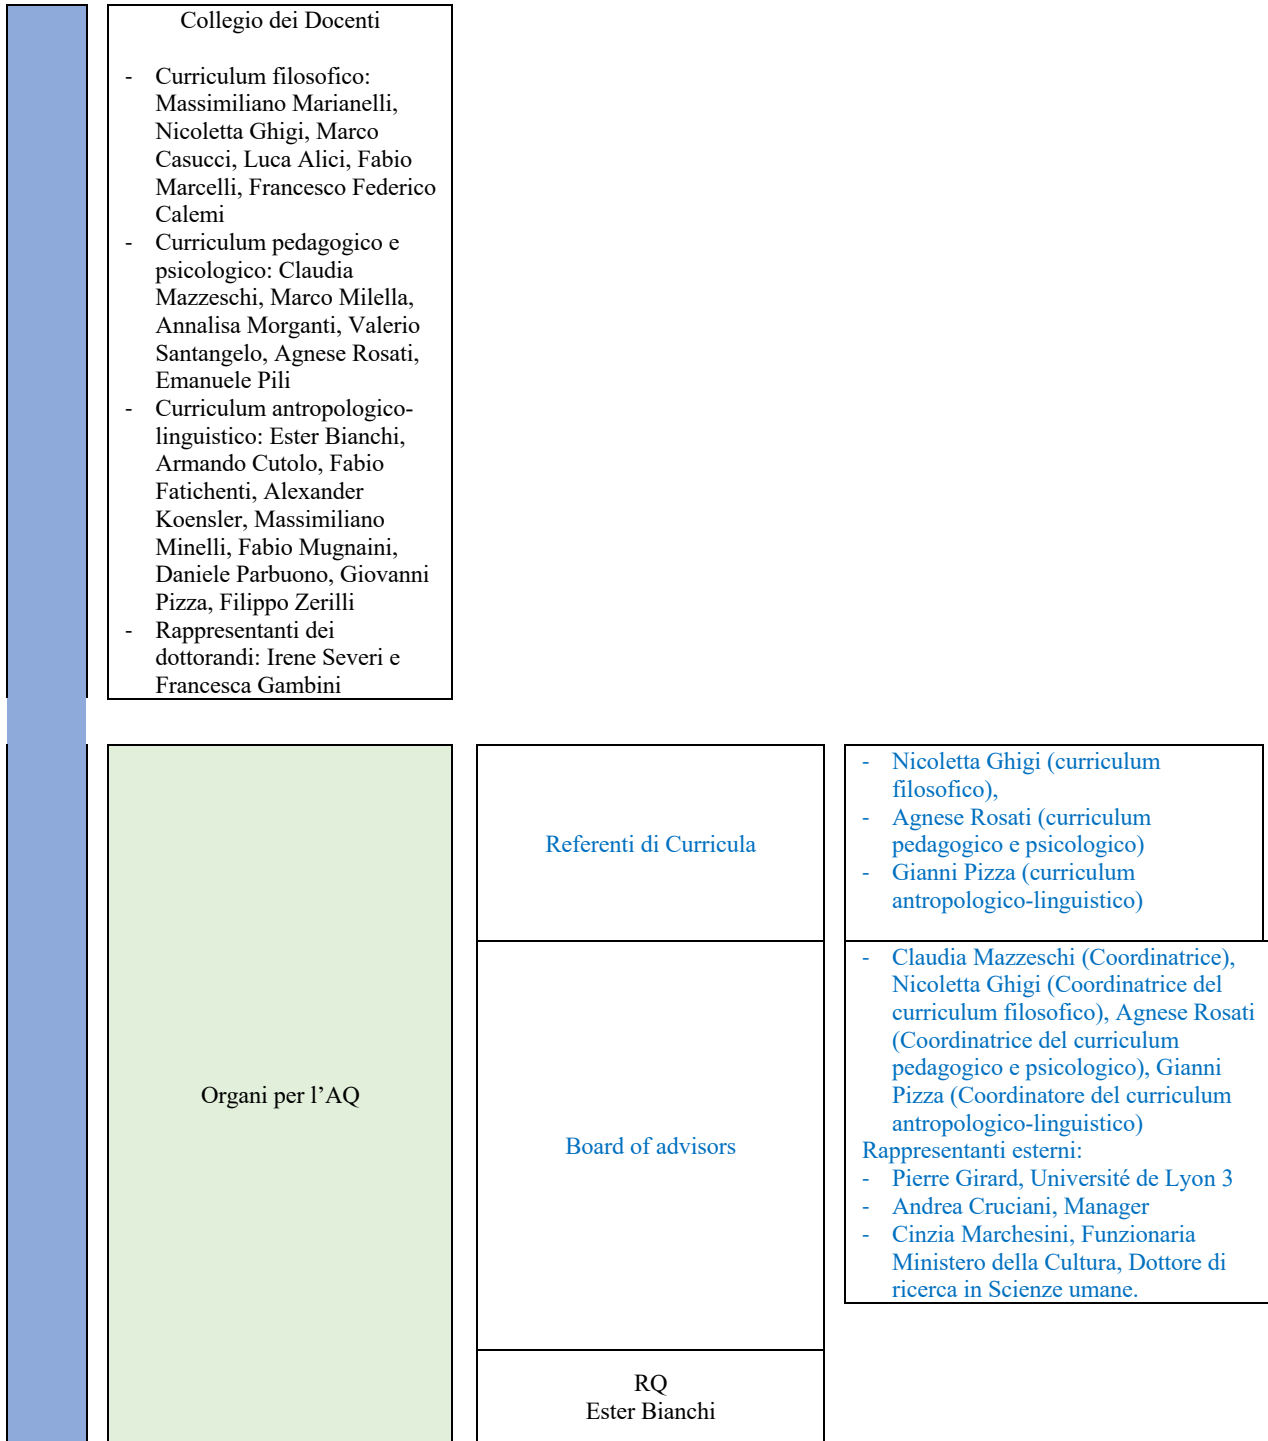 Collegio dei Docenti
- Curriculum filosofico:
Massimiliano Marianelli,
Nicoletta Ghigi, Marco
Casucci, Luca Alici, Fabio
Marcelli, Francesco Federico
Calemi
- Curriculum pedagogico e
psicologico: Claudia
Mazzeschi, Marco Milella,
Annalisa Morganti, Valerio
Santangelo, Agnese Rosati,
Emanuele Pili
- Curriculum antropologico-
linguistico: Ester Bianchi,
Armando Cutolo, Fabio
Fatichenti, Alexander
Koensler, Massimiliano
Minelli, Fabio Mugnaini,
Daniele Parbuono, Giovanni
Pizza, Filippo Zerilli
- Rappresentanti dei
dottorandi: Irene Severi e
Francesca Gambini
Organi per l’AQ
Referenti di Curricula
- Nicoletta Ghigi (curriculum
filosofico),
- Agnese Rosati (curriculum
pedagogico e psicologico)
- Gianni Pizza (curriculum
antropologico-linguistico)
Board of advisors
- Claudia Mazzeschi (Coordinatrice),
Nicoletta Ghigi (Coordinatrice del
curriculum filosofico), Agnese Rosati
(Coordinatrice del curriculum
pedagogico e psicologico), Gianni
Pizza (Coordinatore del curriculum
antropologico-linguistico)
Rappresentanti esterni:
- Pierre Girard, Université de Lyon 3
- Andrea Cruciani, Manager
- Cinzia Marchesini, Funzionaria
Ministero della Cultura, Dottore di
ricerca in Scienze umane.
RQ
Ester Bianchi